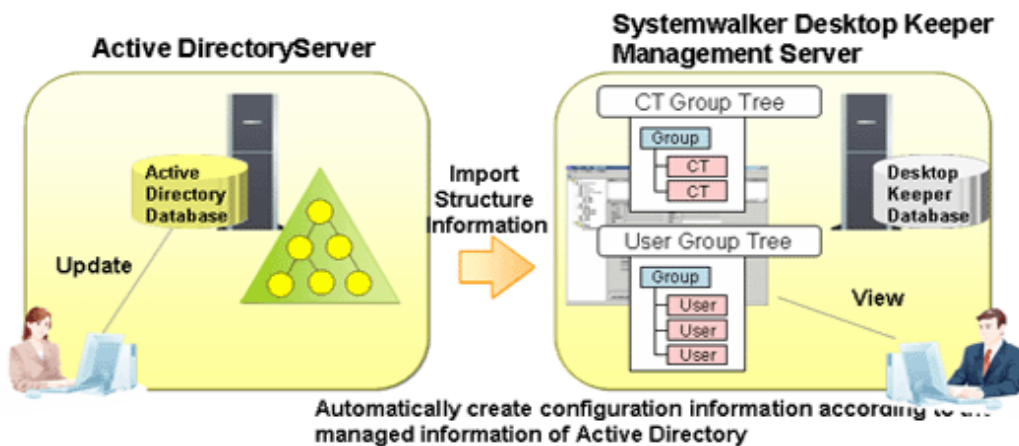 Active DirectoryServer
Active
Directory
Database
Update
Import
Structure
Information
Systemwalker Desktop Keeper
Management Server
CT Group Tree
Group
CT
CT
User Group Tree
Group
User
User
User
Desktop
Keeper
Database
View
Automatically create configuration information according to the
managed information of Active Directory